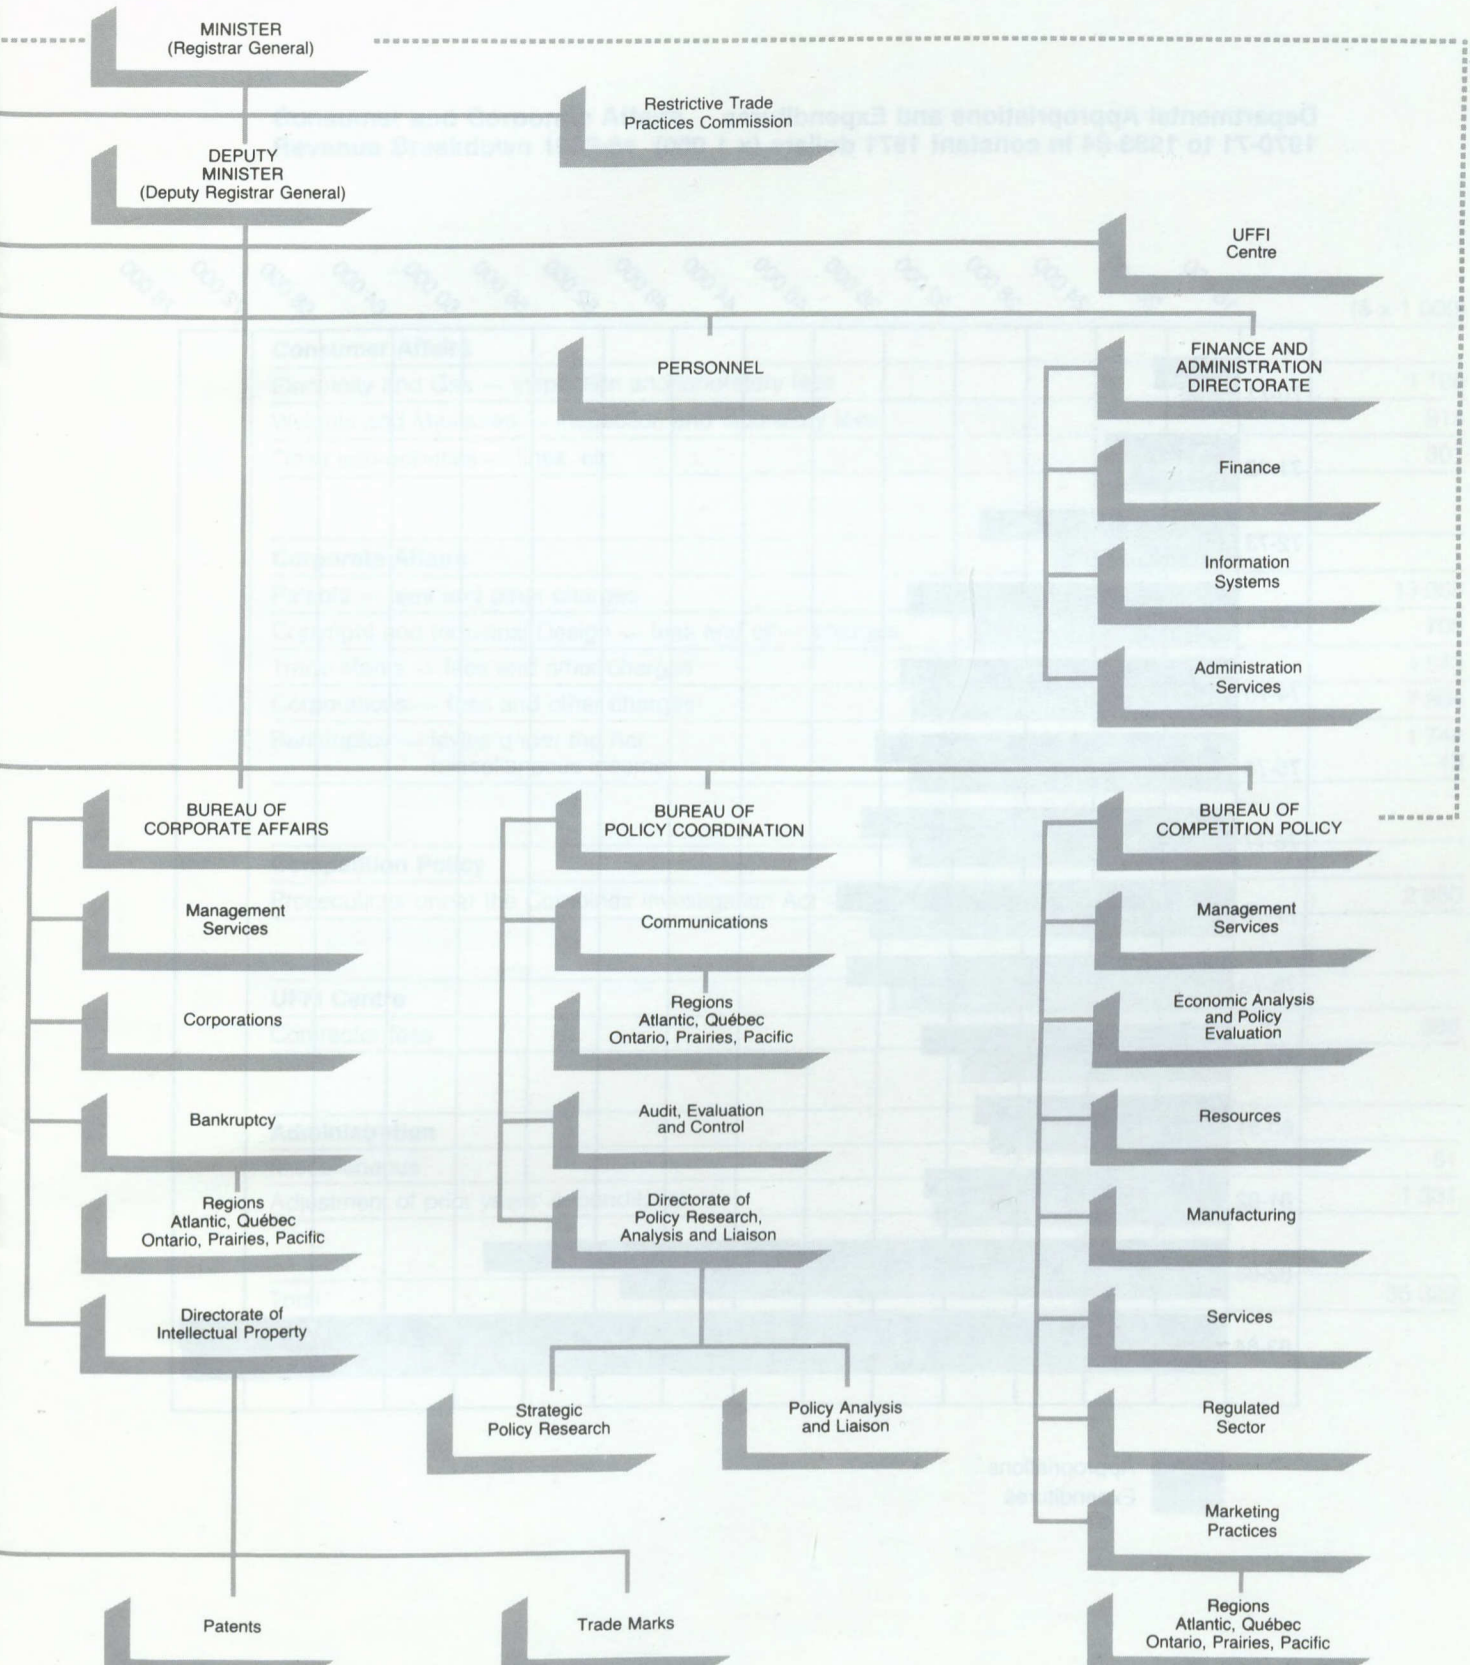 MINISTER
(Registrar General)
Restrictive Trade
Practices Commission
DEPUTY
MINISTER
(Deputy Registrar General)
UFFI
Centre
PERSONNEL
FINANCE AND
ADMINISTRATION
DIRECTORATE
Finance
Information
Systems
Administration
Services
BUREAU OF
CORPORATE AFFAIRS
Management
Services
Corporations
Bankruptcy
Regions
Atlantic, Québec
Ontario, Prairies, Pacific
Directorate of
Intellectual Property
Patents
Trade Marks
BUREAU OF
POLICY COORDINATION
Communications
Regions
Atlantic, Québec
Ontario, Prairies, Pacific
Audit, Evaluation
and Control
Directorate of
Policy Research,
Analysis and Liaison
Strategic
Policy Research
Policy Analysis
and Liaison
BUREAU OF
COMPETITION POLICY
Management
Services
Economic Analysis
and Policy
Evaluation
Resources
Manufacturing
Services
Regulated
Sector
Marketing
Practices
Regions
Atlantic, Québec
Ontario, Prairies, Pacific